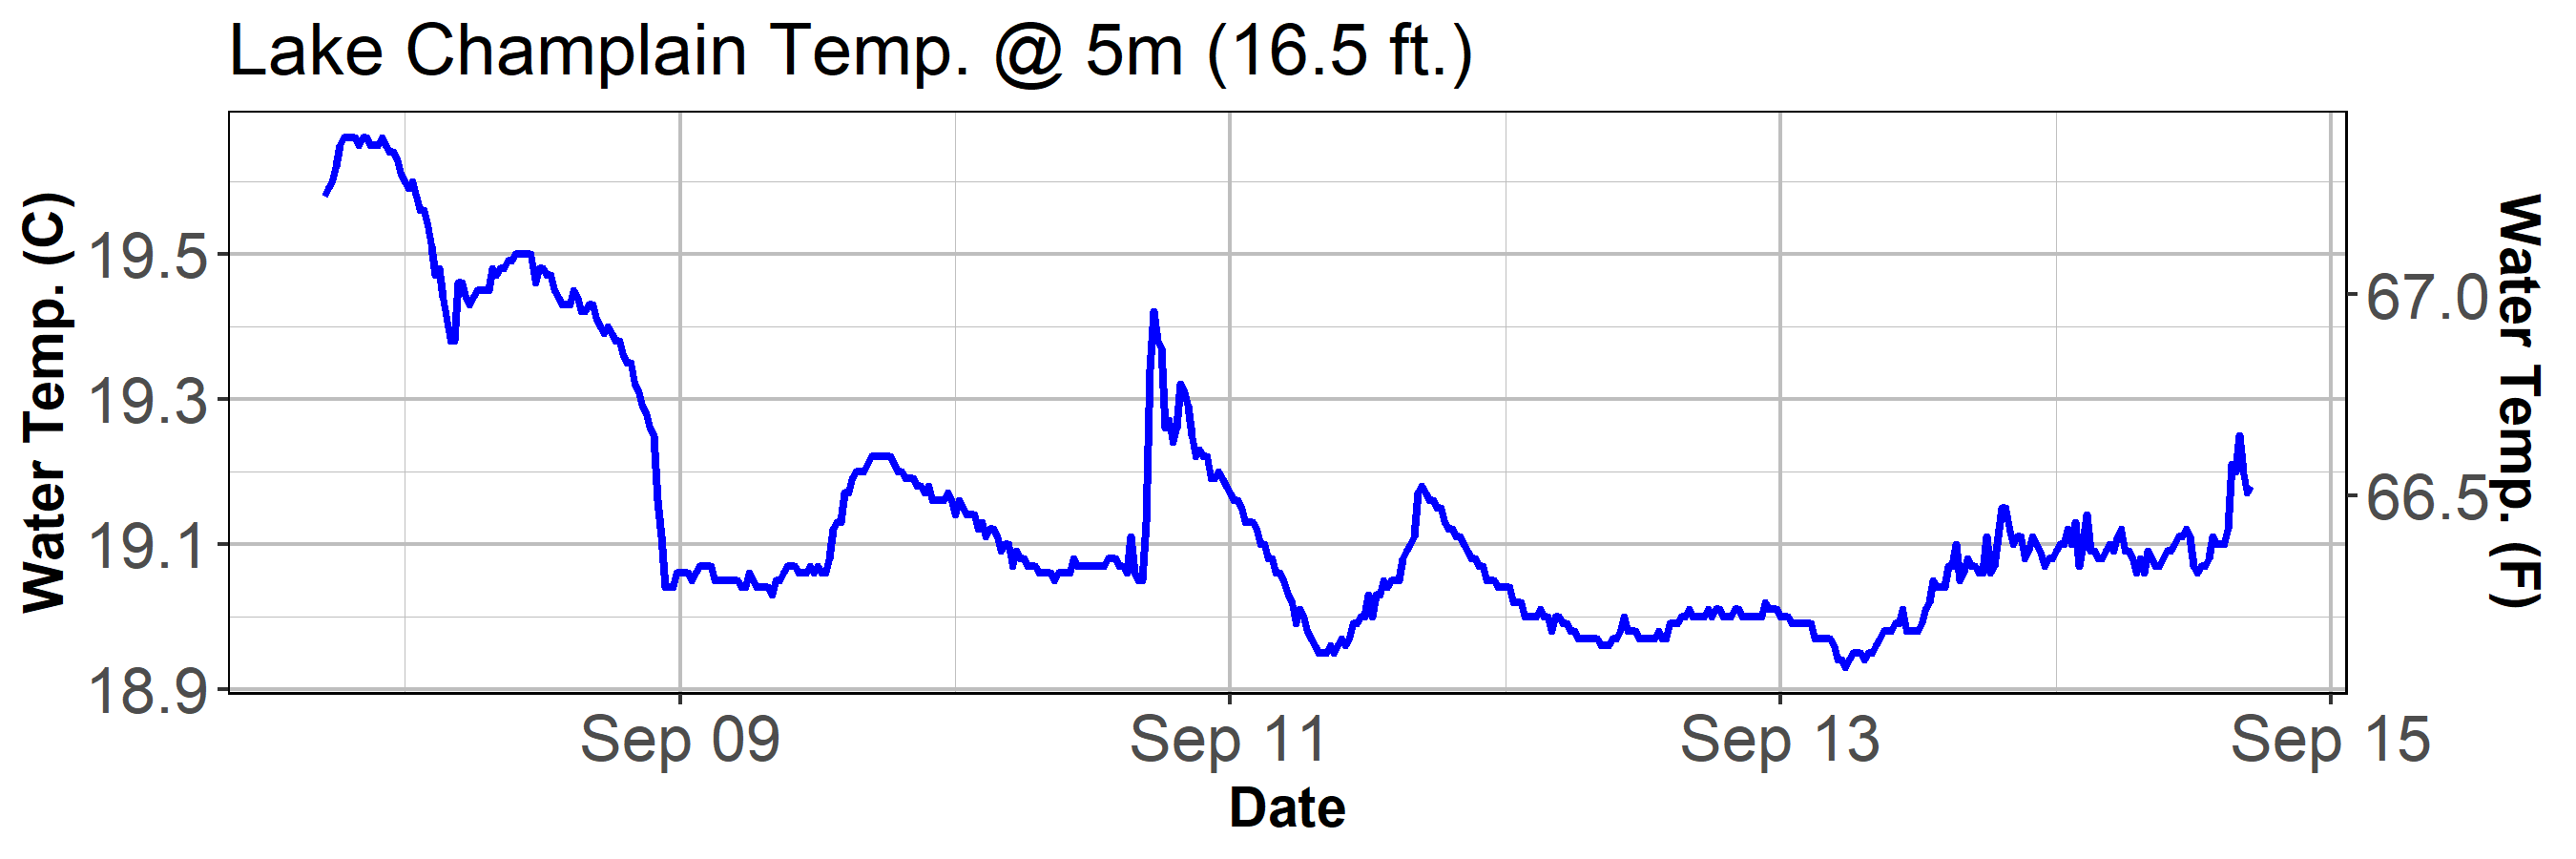 Lake Champlain Temp. @ 5m (16.5 ft.)
Water Temp. (C)
19.5
19.3
19.1
18.9
67.0
66.5
Water Temp. (F)
Sep 09 Sep 11 Sep 13 Sep 15
Date